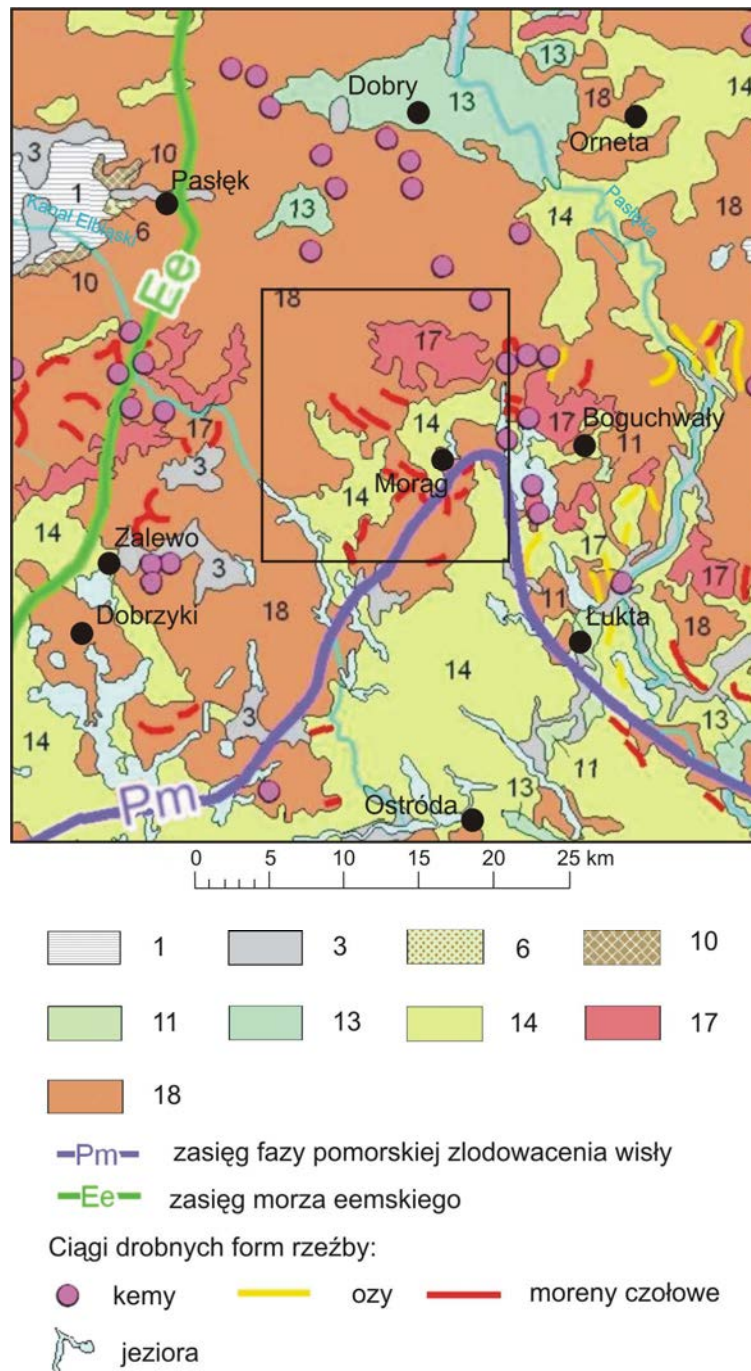 13
Dobry
13
18
14
Orneta
3
10
1
Pasłęk
6
Kanał Elbląski
13
14
Pasłęka
18
10
Ee
18
17
14
17
Boguchwały
11
17
3
Morąg
14
14
Zalewo
3
17
17
11
18
Dobrzyki
18
Łukta
14
3
14
13
11
Pm
Ostróda
13
0 5 10 15 20 25 km
1 3 6 10
11 13 14 17
18
Pm zasięg fazy pomorskiej zlodowacenia wisły
Ee zasięg morza eemskiego
Ciągi drobnych form rzeźby:
kemy ozy moreny czołowe
jeziora